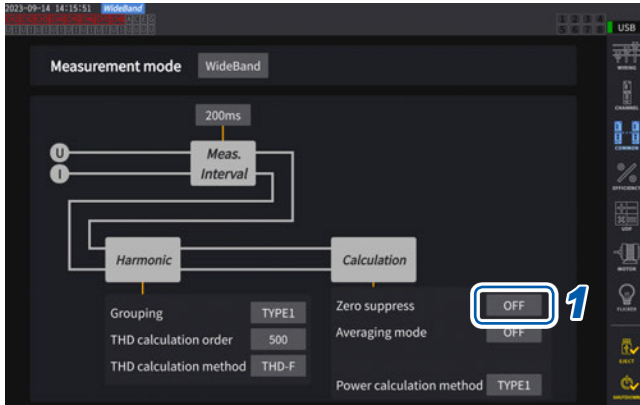 2023-09-14 14:15:51 WideBand
USB
Measurement mode WideBand
WIRING
CHANNEL
COMMON
EFFICIENCY
UDF
MOTOR
FLICKER
EJECT
SHUTDOWN
200ms
U
I
Meas.
Interval
Harmonic
Calculation
Grouping TYPE1
THD calculation order 500
THD calculation method THD-F
Zero suppress OFF 1
Averaging mode OFF
Power calculation method TYPE1